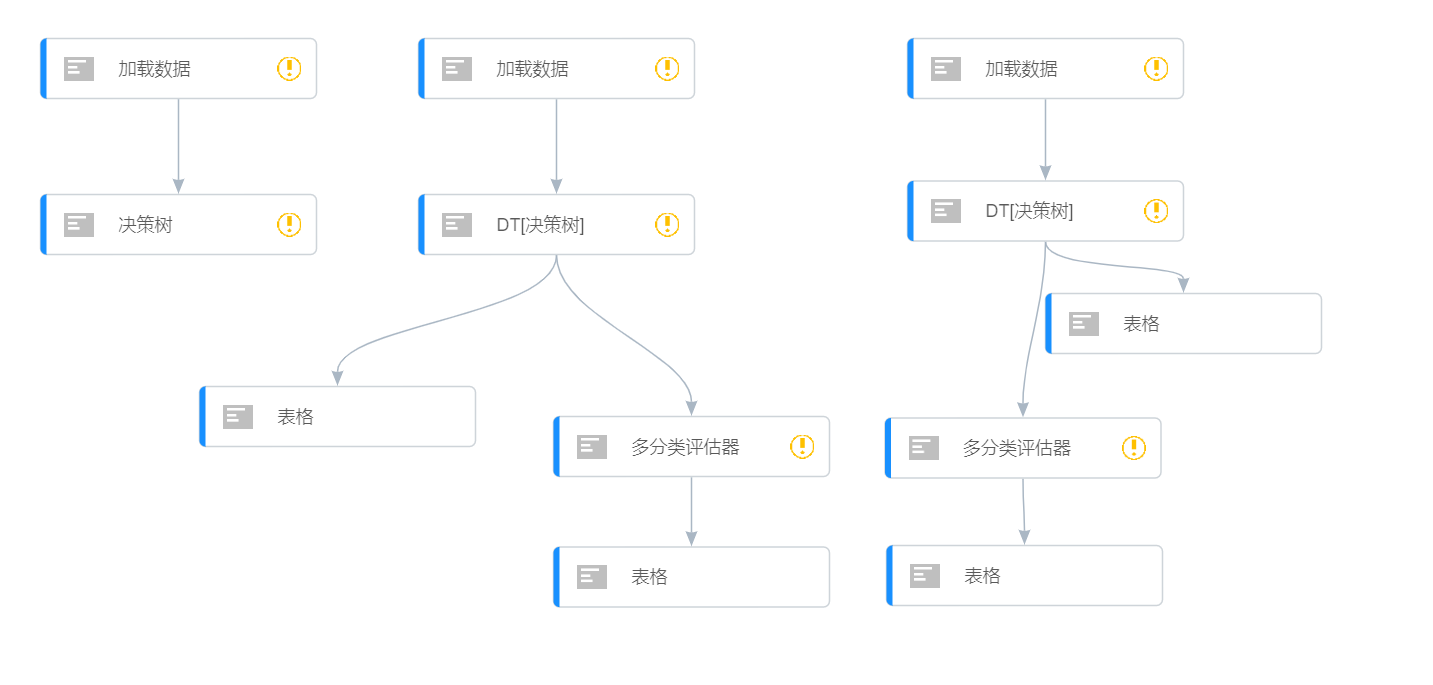 加载数据
加载数据
加载数据
决策树
DT[决策树]
DT[决策树]
表格
表格
多分类评估器
多分类评估器
表格
表格